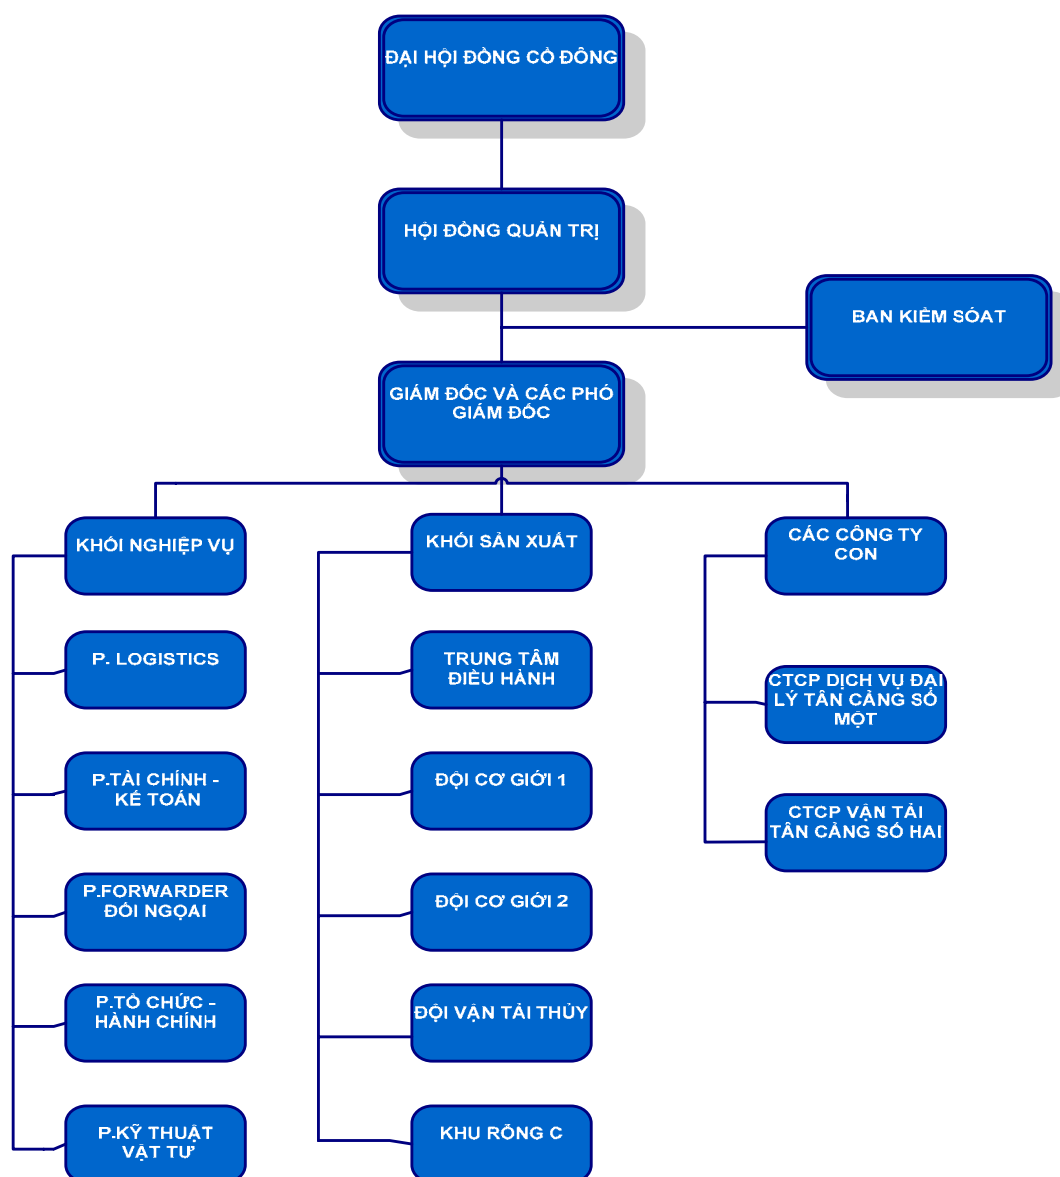 ĐẠI HỘI ĐỒNG CỔ ĐÔNG
HỘI ĐỒNG QUẢN TRỊ
BAN KIỂM SÓAT
GIÁM ĐỐC VÀ CÁC PHÓ
GIÁM ĐỐC
KHỐI NGHIỆP VỤ
P. LOGISTICS
P.TÀI CHÍNH -
KẾ TOÁN
P.FORWARDER
ĐỐI NGỌAI
P.TỔ CHỨC -
HÀNH CHÍNH
P.KỸ THUẬT
VẬT TƯ
KHỐI SẢN XUẤT
TRUNG TÂM
ĐIỀU HÀNH
ĐỘI CƠ GIỚI 1
ĐỘI CƠ GIỚI 2
ĐỘI VẬN TẢI THỦY
KHU RỖNG C
CÁC CÔNG TY
CON
CTCP DỊCH VỤ ĐẠI
LÝ TÂN CẢNG SỐ
MỘT
CTCP VẬN TẢI
TÂN CẢNG SỐ HAI